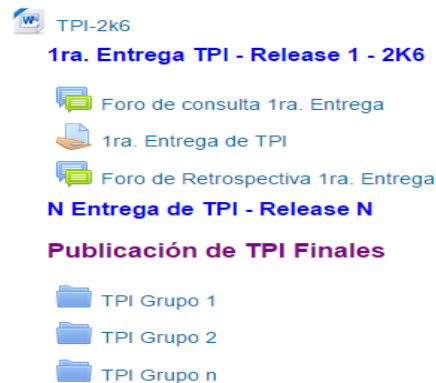 TPI-2k6
1ra. Entrega TPI - Release 1 - 2K6
Foro de consulta 1ra. Entrega
1ra. Entrega de TPI
Foro de Retrospectiva 1ra. Entrega
N Entrega de TPI - Release N
Publicación de TPI Finales
TPI Grupo 1
TPI Grupo 2
TPI Grupo n